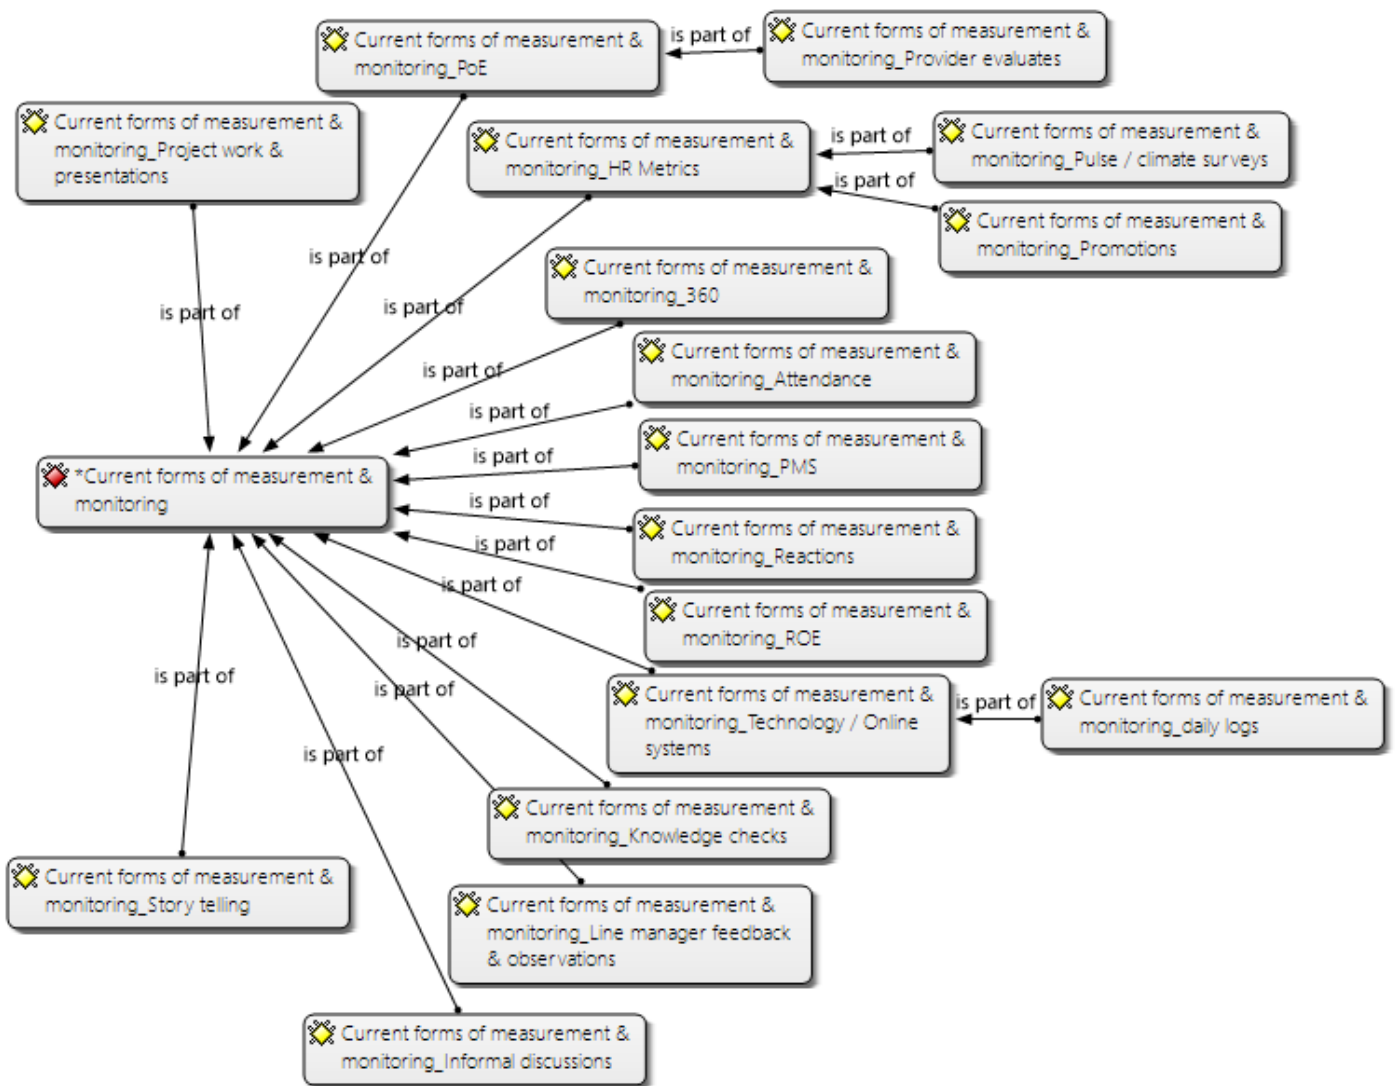 Current forms of measurement &
monitoring_PoE
is part of
Current forms of measurement &
monitoring_Provider evaluates
Current forms of measurement &
monitoring_Project work &
presentations
Current forms of measurement &
monitoring_HR Metrics
is part of
Current forms of measurement &
monitoring_Pulse / climate surveys
is part of
Current forms of measurement &
monitoring_Promotions
is part of
Current forms of measurement &
monitoring_360
is part of
is part of
is part of
Current forms of measurement &
monitoring_Attendance
is part of
Current forms of measurement &
monitoring_PMS
is part of
*Current forms of measurement &
monitoring
is part of
Current forms of measurement &
monitoring_Reactions
is part of
Current forms of measurement &
monitoring_ROE
is part of
is part of
is part of
is part of
is part of
Current forms of measurement &
monitoring_Technology / Online
systems
is part of
Current forms of measurement &
monitoring_daily logs
Current forms of measurement &
monitoring_Knowledge checks
Current forms of measurement &
monitoring_Story telling
Current forms of measurement &
monitoring_Line manager feedback
& observations
Current forms of measurement &
monitoring_Informal discussions